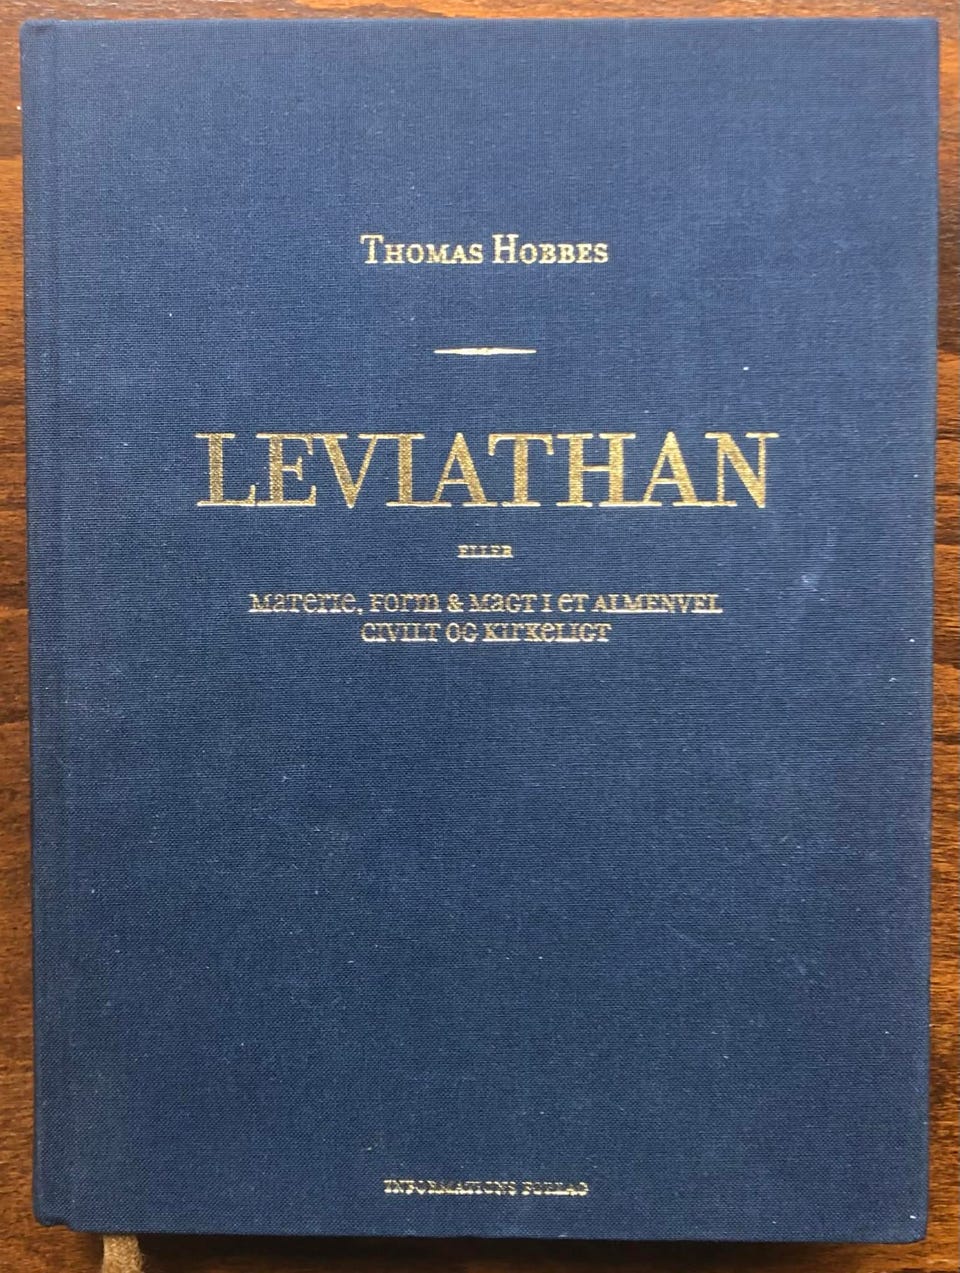 THOMAS HOBBES
LEVIATHAN
ELLER
MATERIE, FORM & MAGT I ET ALMENVEL
CIVILT OG KIRKELIGT
INFORMATIONS FORLAG